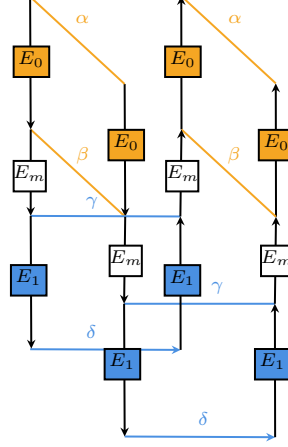 α α
E₀ E₀
β E₀ β E₀
Eₘ Eₘ
γ
Eₘ Eₘ
E₁ E₁ γ
δ
E₁ E₁
δ